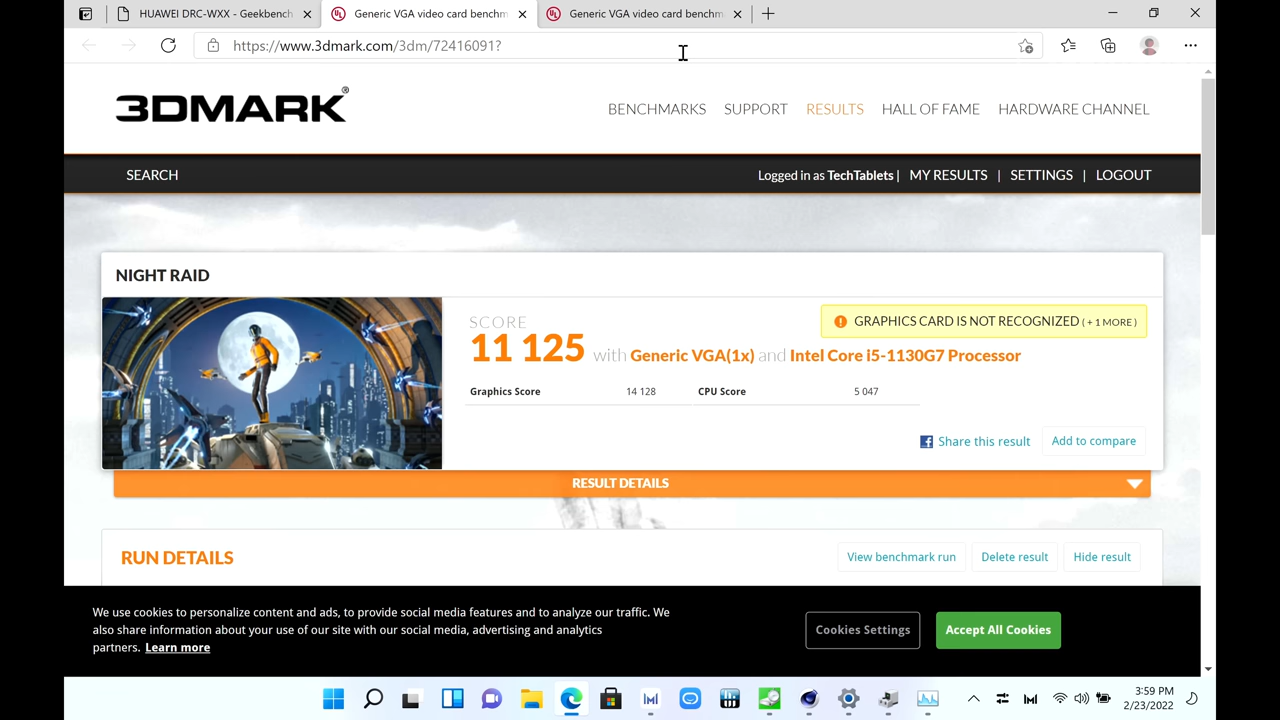 HUAWEI DRC-WXX - Geekbench
Generic VGA video card benchm
Generic VGA video card benchm
https://www.3dmark.com/3dm/72416091?
3DMARK®
BENCHMARKS SUPPORT RESULTS HALL OF FAME HARDWARE CHANNEL
SEARCH
Logged in as TechTablets | MY RESULTS | SETTINGS | LOGOUT
NIGHT RAID
SCORE
GRAPHICS CARD IS NOT RECOGNIZED ( + 1 MORE )
11 125 with Generic VGA(1x) and Intel Core i5-1130G7 Processor
Graphics Score 14 128 CPU Score 5 047
Share this result Add to compare
RESULT DETAILS
RUN DETAILS
View benchmark run Delete result Hide result
We use cookies to personalize content and ads, to provide social media features and to analyze our traffic. We
also share information about your use of our site with our social media, advertising and analytics
partners. Learn more
Cookies Settings Accept All Cookies
3:59 PM
2/23/2022